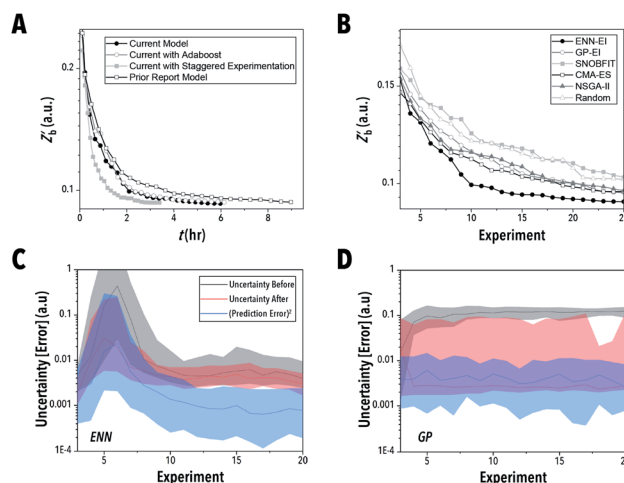 A
Z′b (a.u.)
0.2
0.1
Current Model
Current with Adaboost
Current with Staggered Experimentation
Prior Report Model
0 2 4 6 8
t(hr)
B
Z′b (a.u.)
0.15
0.1
ENN-EI
GP-EI
SNOBFIT
CMA-ES
NSGA-II
Random
5 10 15 20 25
Experiment
C
Uncertainty [Error] (a.u)
1
0.1
0.01
0.001
1E-4
Uncertainty Before
Uncertainty After
(Prediction Error)²
ENN
5 10 15 20
Experiment
D
Uncertainty [Error] (a.u)
1
0.1
0.01
0.001
1E-4
GP
5 10 15 20
Experiment